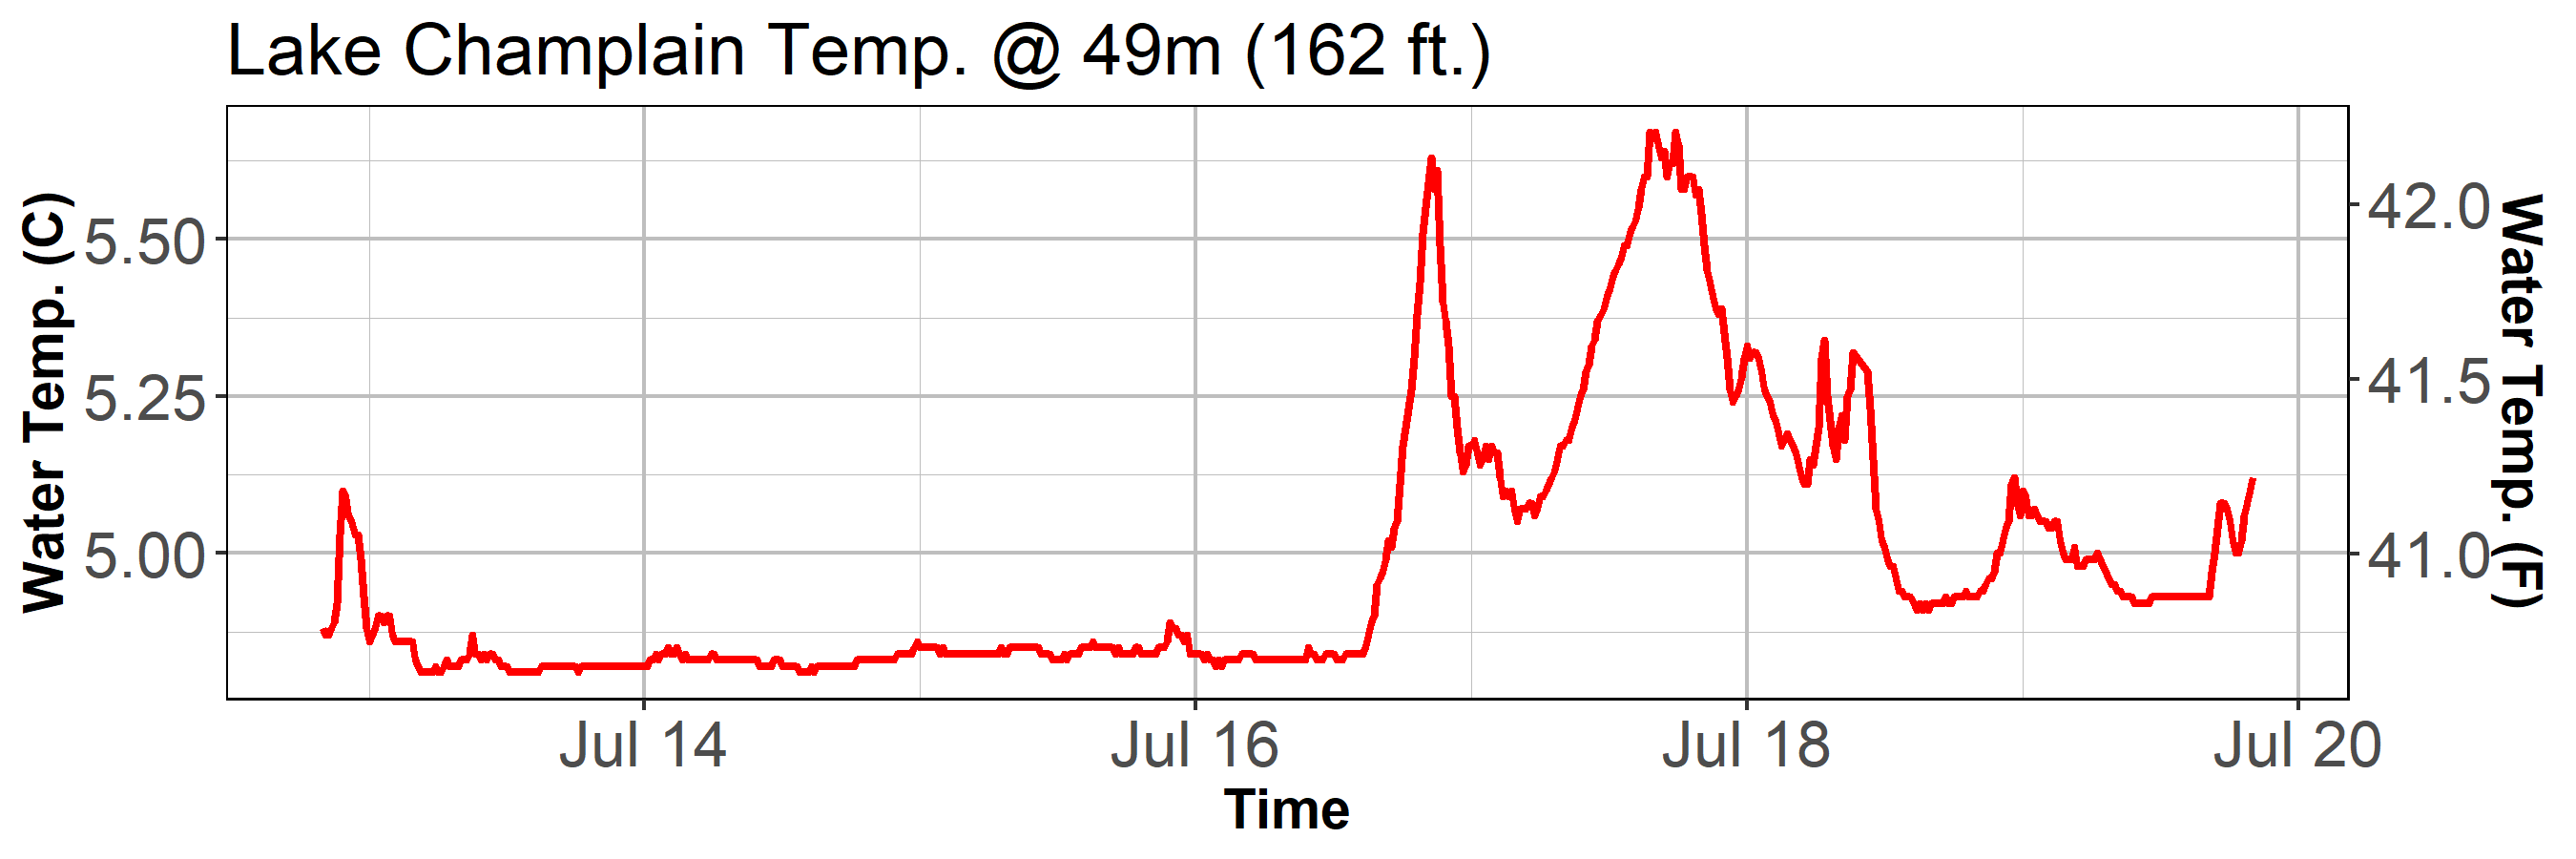 Lake Champlain Temp. @ 49m (162 ft.)
Water Temp. (C)
5.50
5.25
5.00
42.0
41.5
41.0
Water Temp. (F)
Jul 14 Jul 16 Jul 18 Jul 20
Time